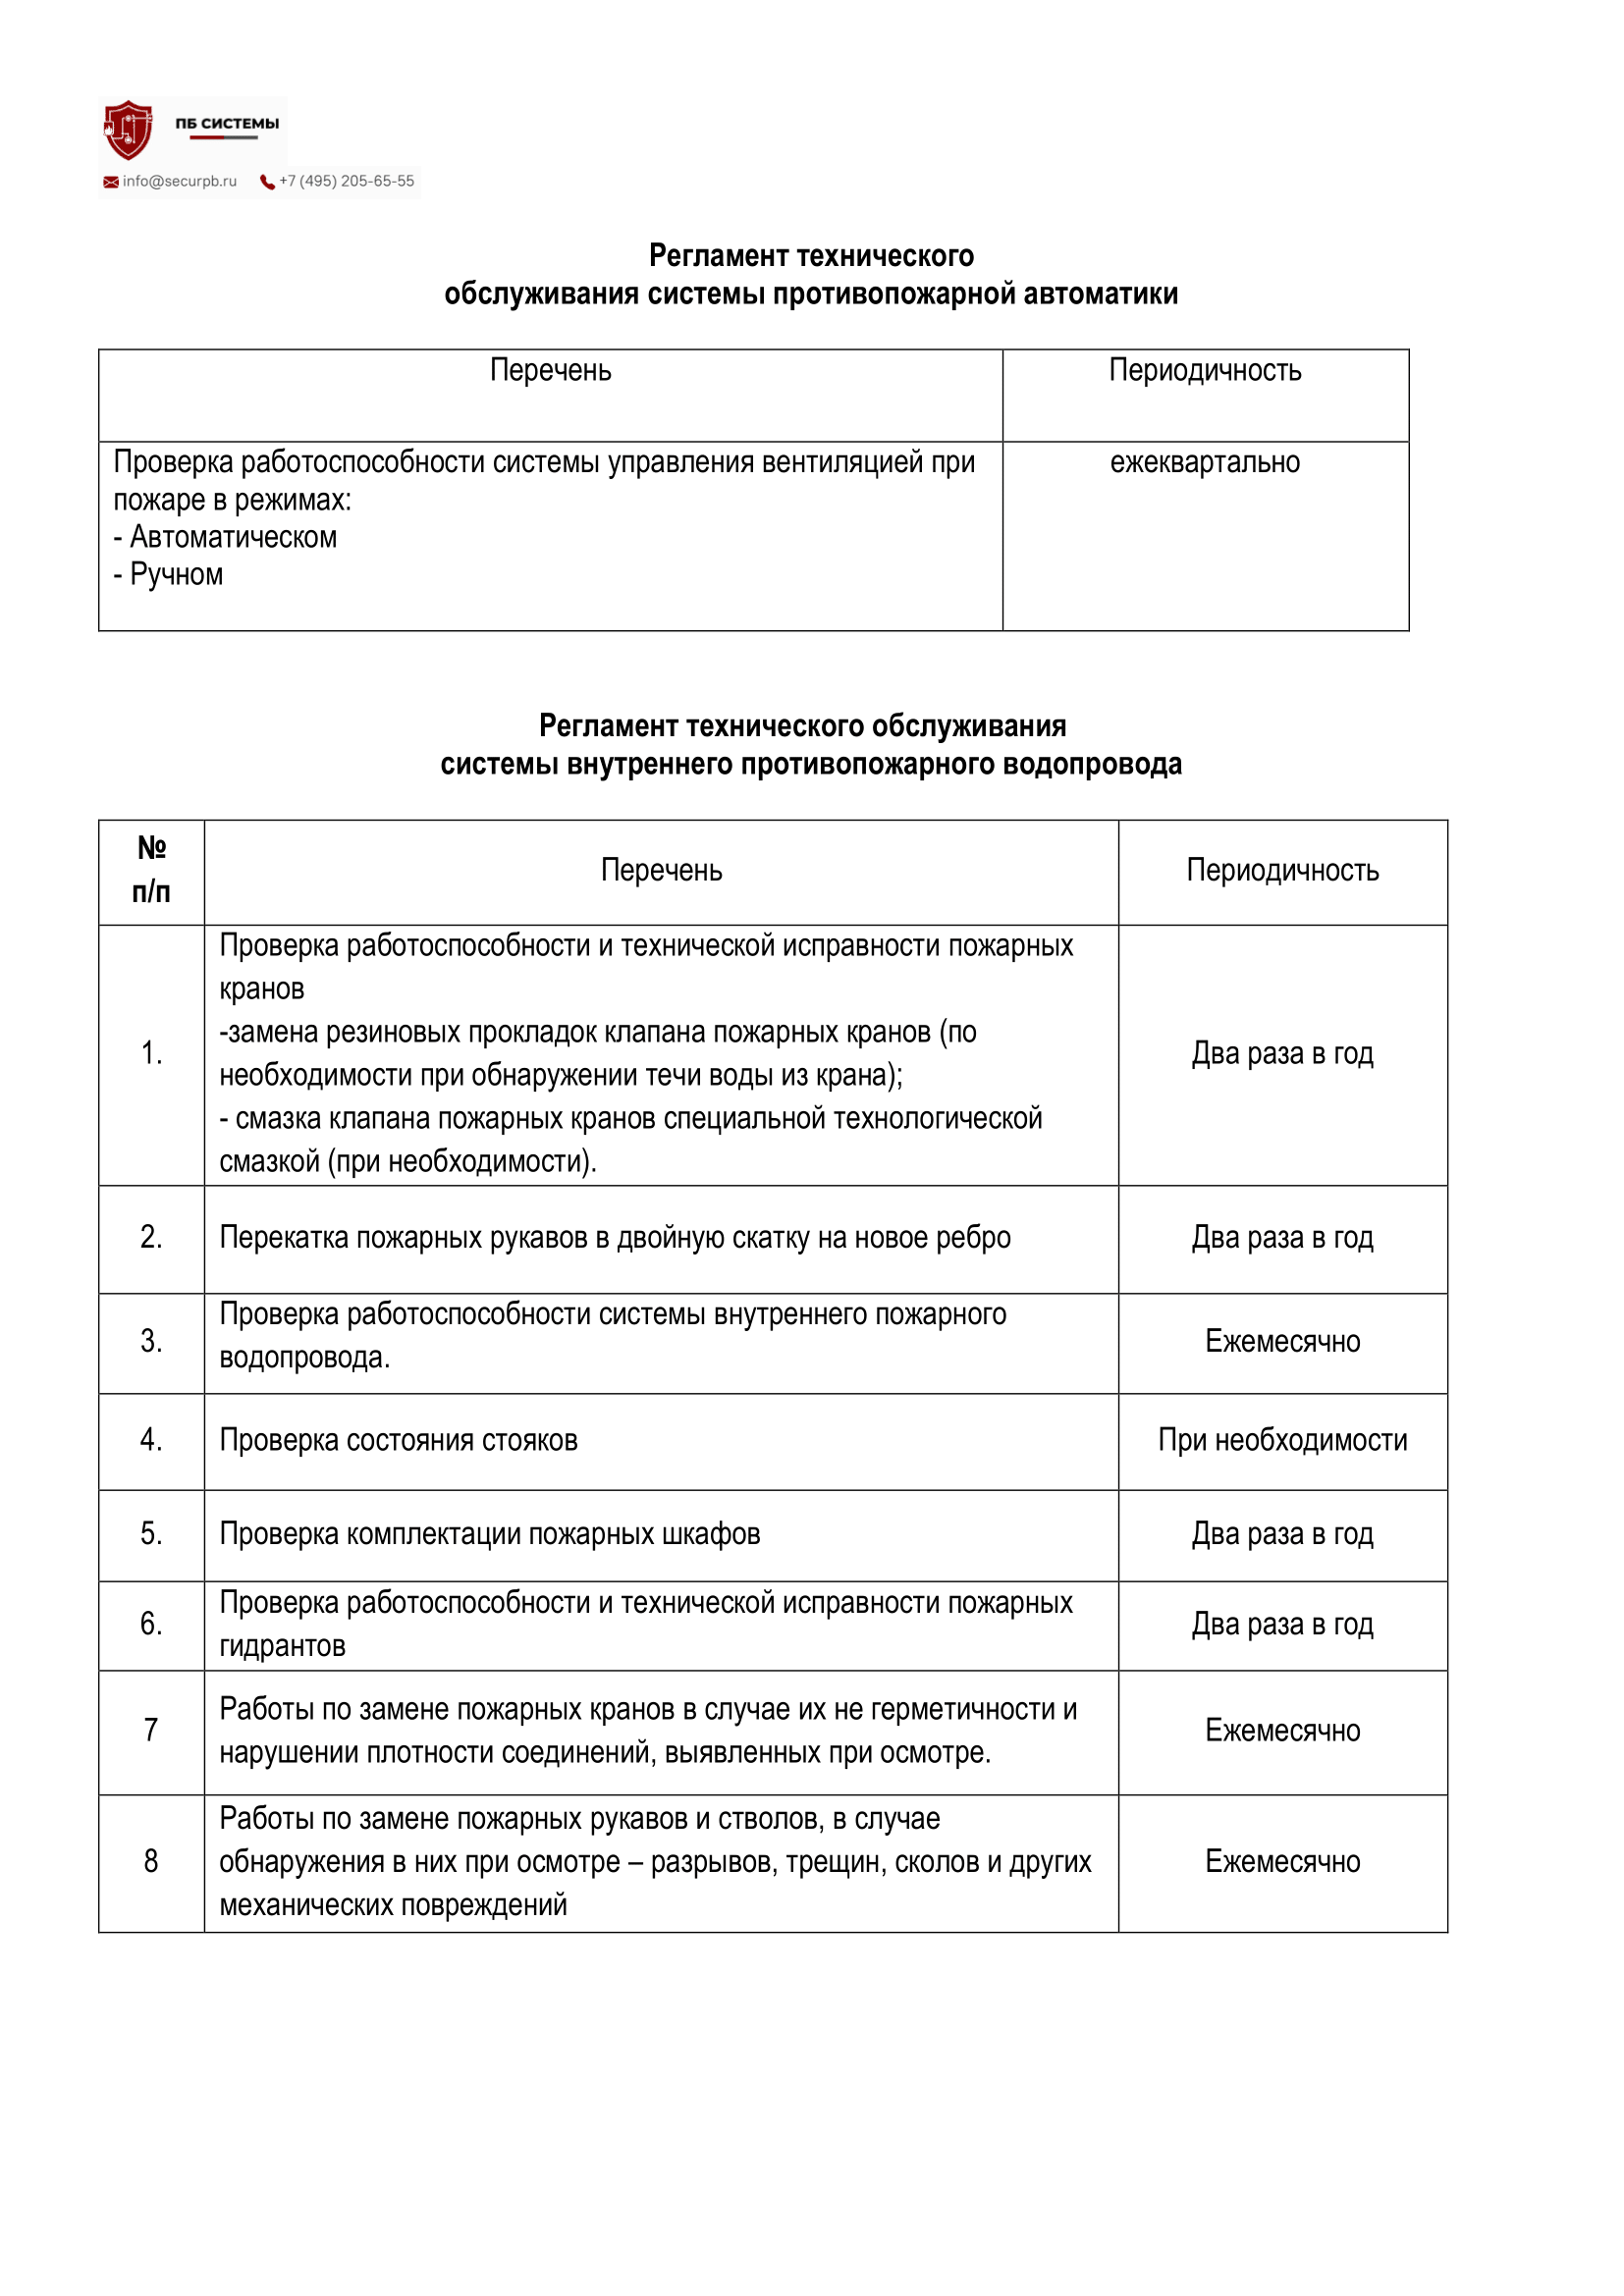 ПБ СИСТЕМЫ
info@securpb.ru +7 (495) 205-65-55
Регламент технического
обслуживания системы противопожарной автоматики
Перечень Периодичность
Проверка работоспособности системы управления вентиляцией при ежеквартально
пожаре в режимах:
- Автоматическом
- Ручном
Регламент технического обслуживания
системы внутреннего противопожарного водопровода
№
п/п
Перечень Периодичность
Проверка работоспособности и технической исправности пожарных
кранов
-замена резиновых прокладок клапана пожарных кранов (по
1. Два раза в год
необходимости при обнаружении течи воды из крана);
- смазка клапана пожарных кранов специальной технологической
смазкой (при необходимости).
2. Перекатка пожарных рукавов в двойную скатку на новое ребро Два раза в год
Проверка работоспособности системы внутреннего пожарного
3. Ежемесячно
водопровода.
4. Проверка состояния стояков При необходимости
5. Проверка комплектации пожарных шкафов Два раза в год
Проверка работоспособности и технической исправности пожарных
6. Два раза в год
гидрантов
Работы по замене пожарных кранов в случае их не герметичности и
7 Ежемесячно
нарушении плотности соединений, выявленных при осмотре.
Работы по замене пожарных рукавов и стволов, в случае
8 обнаружения в них при осмотре – разрывов, трещин, сколов и других Ежемесячно
механических повреждений